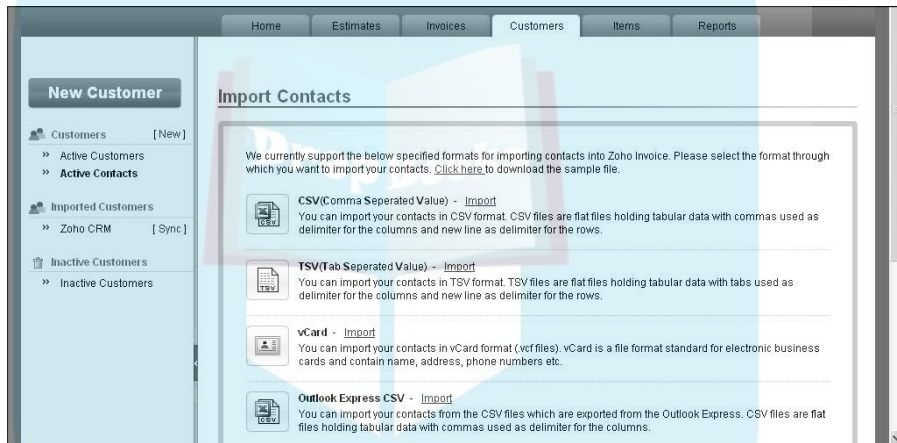 Home Estimates Invoices Customers Items Reports
New Customer
Customers [ New ]
» Active Customers
» Active Contacts
Imported Customers
» Zoho CRM [ Sync ]
Inactive Customers
» Inactive Customers
Import Contacts
We currently support the below specified formats for importing contacts into Zoho Invoice. Please select the format through
which you want to import your contacts. Click here to download the sample file.
CSV(Comma Seperated Value) - Import
You can import your contacts in CSV format. CSV files are flat files holding tabular data with commas used as
delimiter for the columns and new line as delimiter for the rows.
CSV
TSV(Tab Seperated Value) - Import
You can import your contacts in TSV format. TSV files are flat files holding tabular data with tabs used as
delimiter for the columns and new line as delimiter for the rows.
TSV
vCard - Import
You can import your contacts in vCard format (.vcf files). vCard is a file format standard for electronic business
cards and contain name, address, phone numbers etc.
Outlook Express CSV - Import
You can import your contacts from the CSV files which are exported from the Outlook Express. CSV files are flat
files holding tabular data with commas used as delimiter for the columns.
CSV